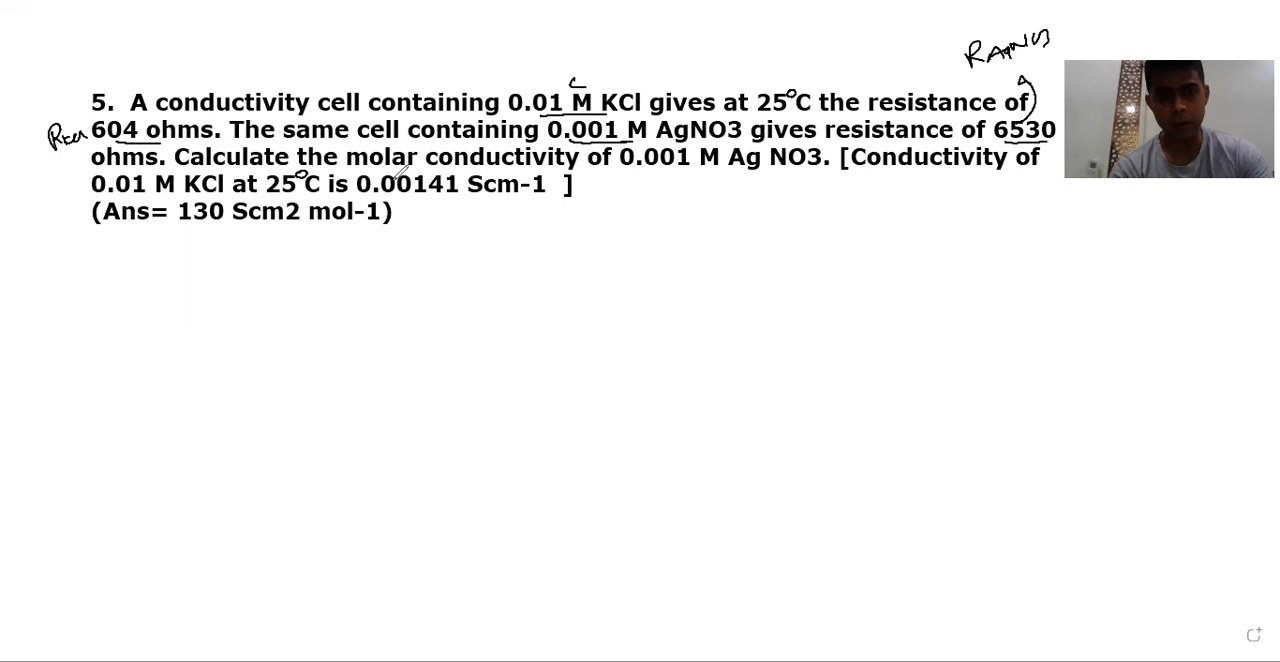 R AgNO3
C
5. A conductivity cell containing 0.01 M KCl gives at 25°C the resistance of
R KCl 604 ohms. The same cell containing 0.001 M AgNO3 gives resistance of 6530
ohms. Calculate the molar conductivity of 0.001 M Ag NO3. [Conductivity of
0.01 M KCl at 25°C is 0.00141 Scm-1 ]
(Ans= 130 Scm2 mol-1)